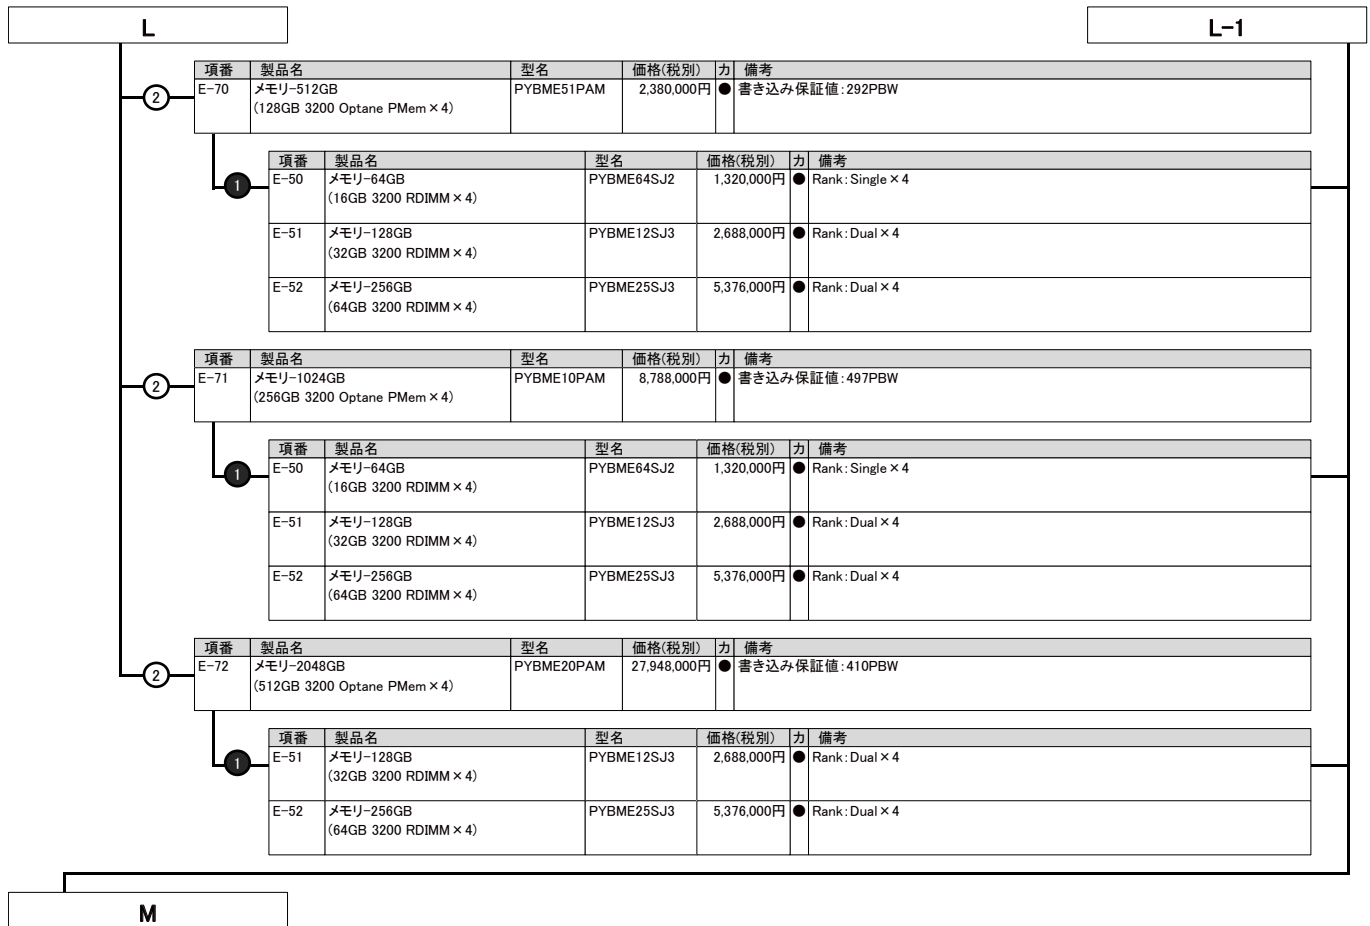 L
L-1
項番 製品名 型名 価格(税別) カ 備考
② E-70 メモリ-512GB PYBME51PAM 2,380,000円 ● 書き込み保証値:292PBW
(128GB 3200 Optane PMem×4)
項番 製品名 型名 価格(税別) カ 備考
❶ E-50 メモリ-64GB PYBME64SJ2 1,320,000円 ● Rank:Single×4
(16GB 3200 RDIMM×4)
E-51 メモリ-128GB PYBME12SJ3 2,688,000円 ● Rank:Dual×4
(32GB 3200 RDIMM×4)
E-52 メモリ-256GB PYBME25SJ3 5,376,000円 ● Rank:Dual×4
(64GB 3200 RDIMM×4)
項番 製品名 型名 価格(税別) カ 備考
② E-71 メモリ-1024GB PYBME10PAM 8,788,000円 ● 書き込み保証値:497PBW
(256GB 3200 Optane PMem×4)
項番 製品名 型名 価格(税別) カ 備考
❶ E-50 メモリ-64GB PYBME64SJ2 1,320,000円 ● Rank:Single×4
(16GB 3200 RDIMM×4)
E-51 メモリ-128GB PYBME12SJ3 2,688,000円 ● Rank:Dual×4
(32GB 3200 RDIMM×4)
E-52 メモリ-256GB PYBME25SJ3 5,376,000円 ● Rank:Dual×4
(64GB 3200 RDIMM×4)
項番 製品名 型名 価格(税別) カ 備考
② E-72 メモリ-2048GB PYBME20PAM 27,948,000円 ● 書き込み保証値:410PBW
(512GB 3200 Optane PMem×4)
項番 製品名 型名 価格(税別) カ 備考
❶ E-51 メモリ-128GB PYBME12SJ3 2,688,000円 ● Rank:Dual×4
(32GB 3200 RDIMM×4)
E-52 メモリ-256GB PYBME25SJ3 5,376,000円 ● Rank:Dual×4
(64GB 3200 RDIMM×4)
M